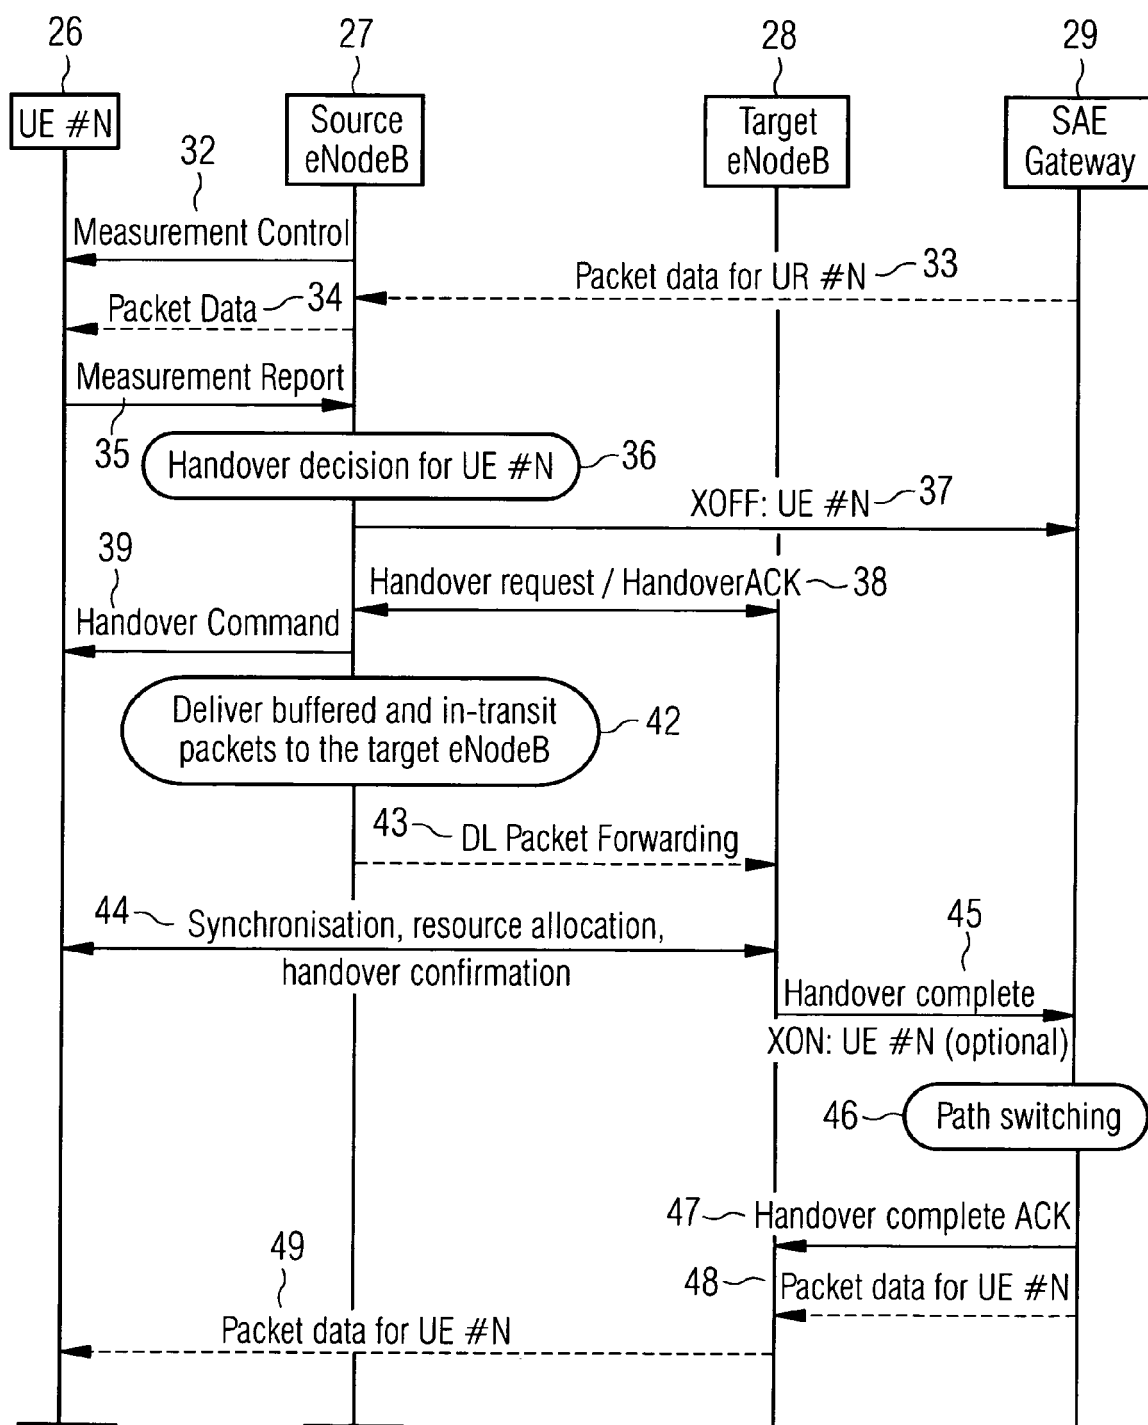 26
27
28
29
UE #N
Source
eNodeB
Target
eNodeB
SAE
Gateway
32
Measurement Control
Packet data for UR #N
33
Packet Data
34
Measurement Report
35
Handover decision for UE #N
36
XOFF: UE #N
37
39
Handover request / HandoverACK
38
Handover Command
Deliver buffered and in-transit
packets to the target eNodeB
42
43
DL Packet Forwarding
44
Synchronisation, resource allocation,
handover confirmation
45
Handover complete
XON: UE #N (optional)
46
Path switching
47
Handover complete ACK
49
48
Packet data for UE #N
Packet data for UE #N